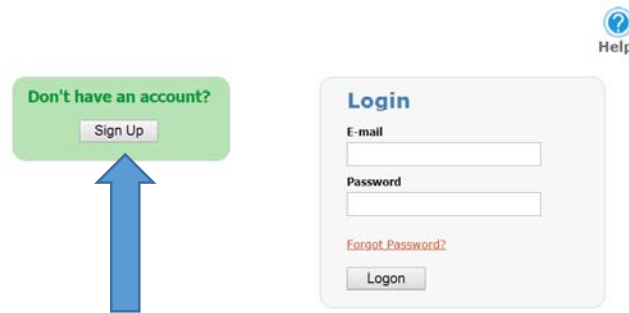 Help
Don't have an account?
Sign Up
Login
E-mail
Password
Forgot Password?
Logon